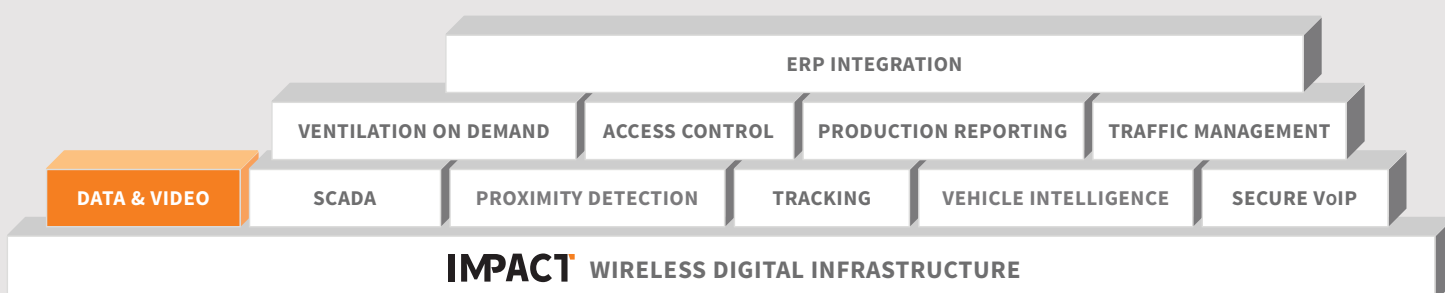 ERP INTEGRATION
VENTILATION ON DEMAND ACCESS CONTROL PRODUCTION REPORTING TRAFFIC MANAGEMENT
DATA & VIDEO SCADA PROXIMITY DETECTION TRACKING VEHICLE INTELLIGENCE SECURE VoIP
IMPACT WIRELESS DIGITAL INFRASTRUCTURE